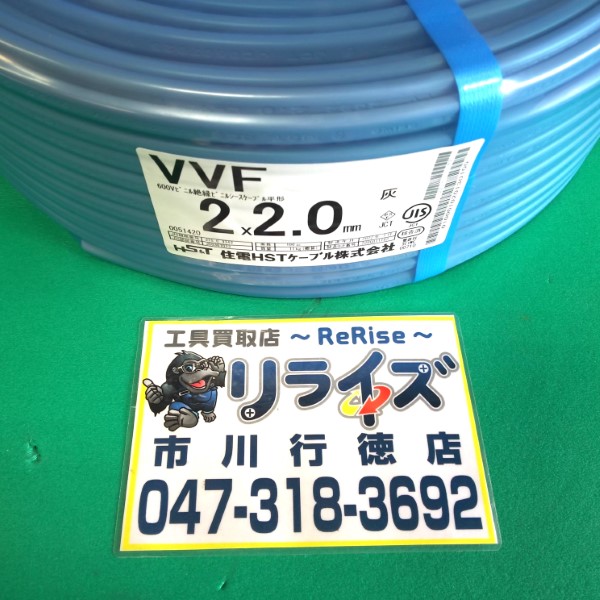 VVF
600Vビニル絶縁ビニルシースケーブル平形
2×2.0mm
灰
JCT
JIS
0051420
HST 住電HSTケーブル株式会社
工具買取店 ~ReRise~
リライズ
市川行徳店
047-318-3692